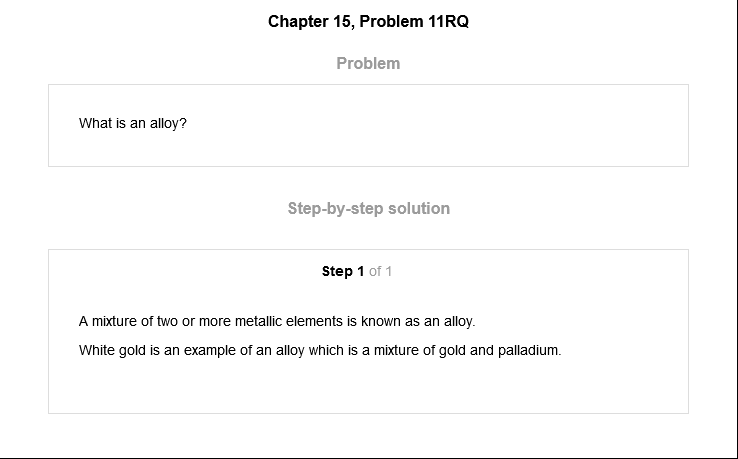 Chapter 15, Problem 11RQ
Problem
What is an alloy?
Step-by-step solution
Step 1 of 1
A mixture of two or more metallic elements is known as an alloy.
White gold is an example of an alloy which is a mixture of gold and palladium.